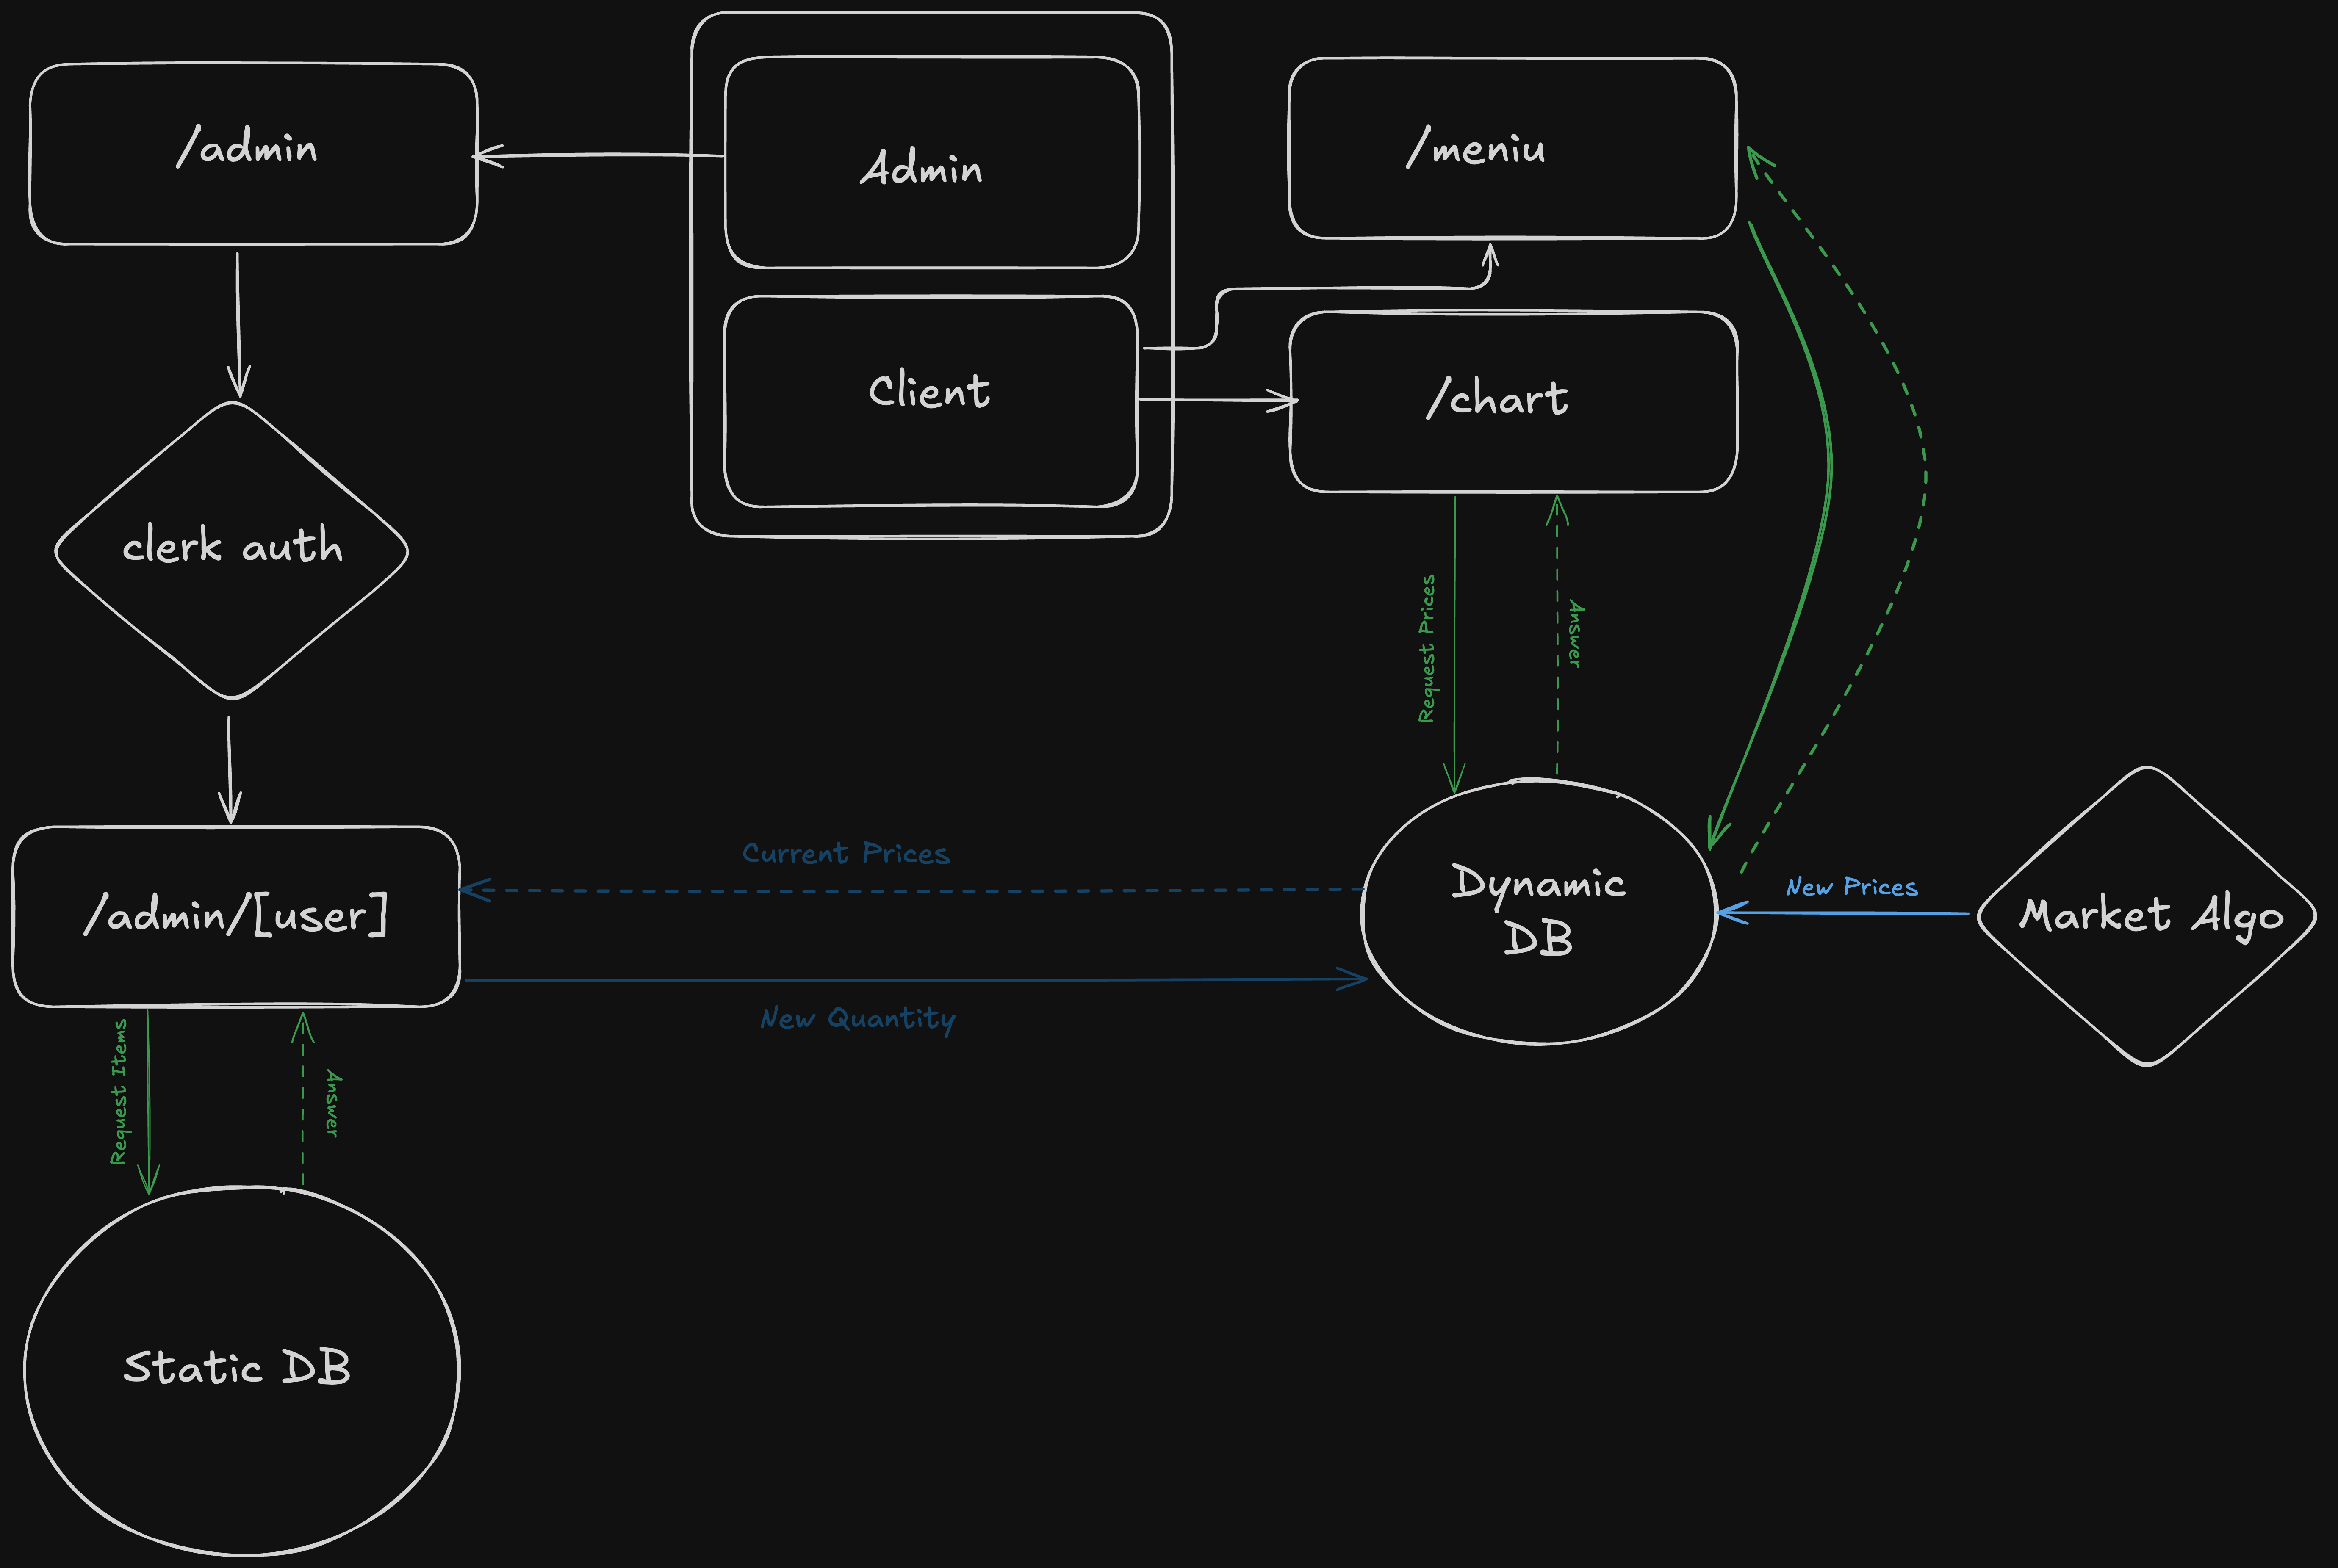 /admin
Admin
/meniu
Client
/chart
clerk auth
Request Prices
Answer
Current Prices
/admin/[user]
New Quantity
Dynamic
DB
New Prices
Market Algo
Request Items
Answer
Static DB